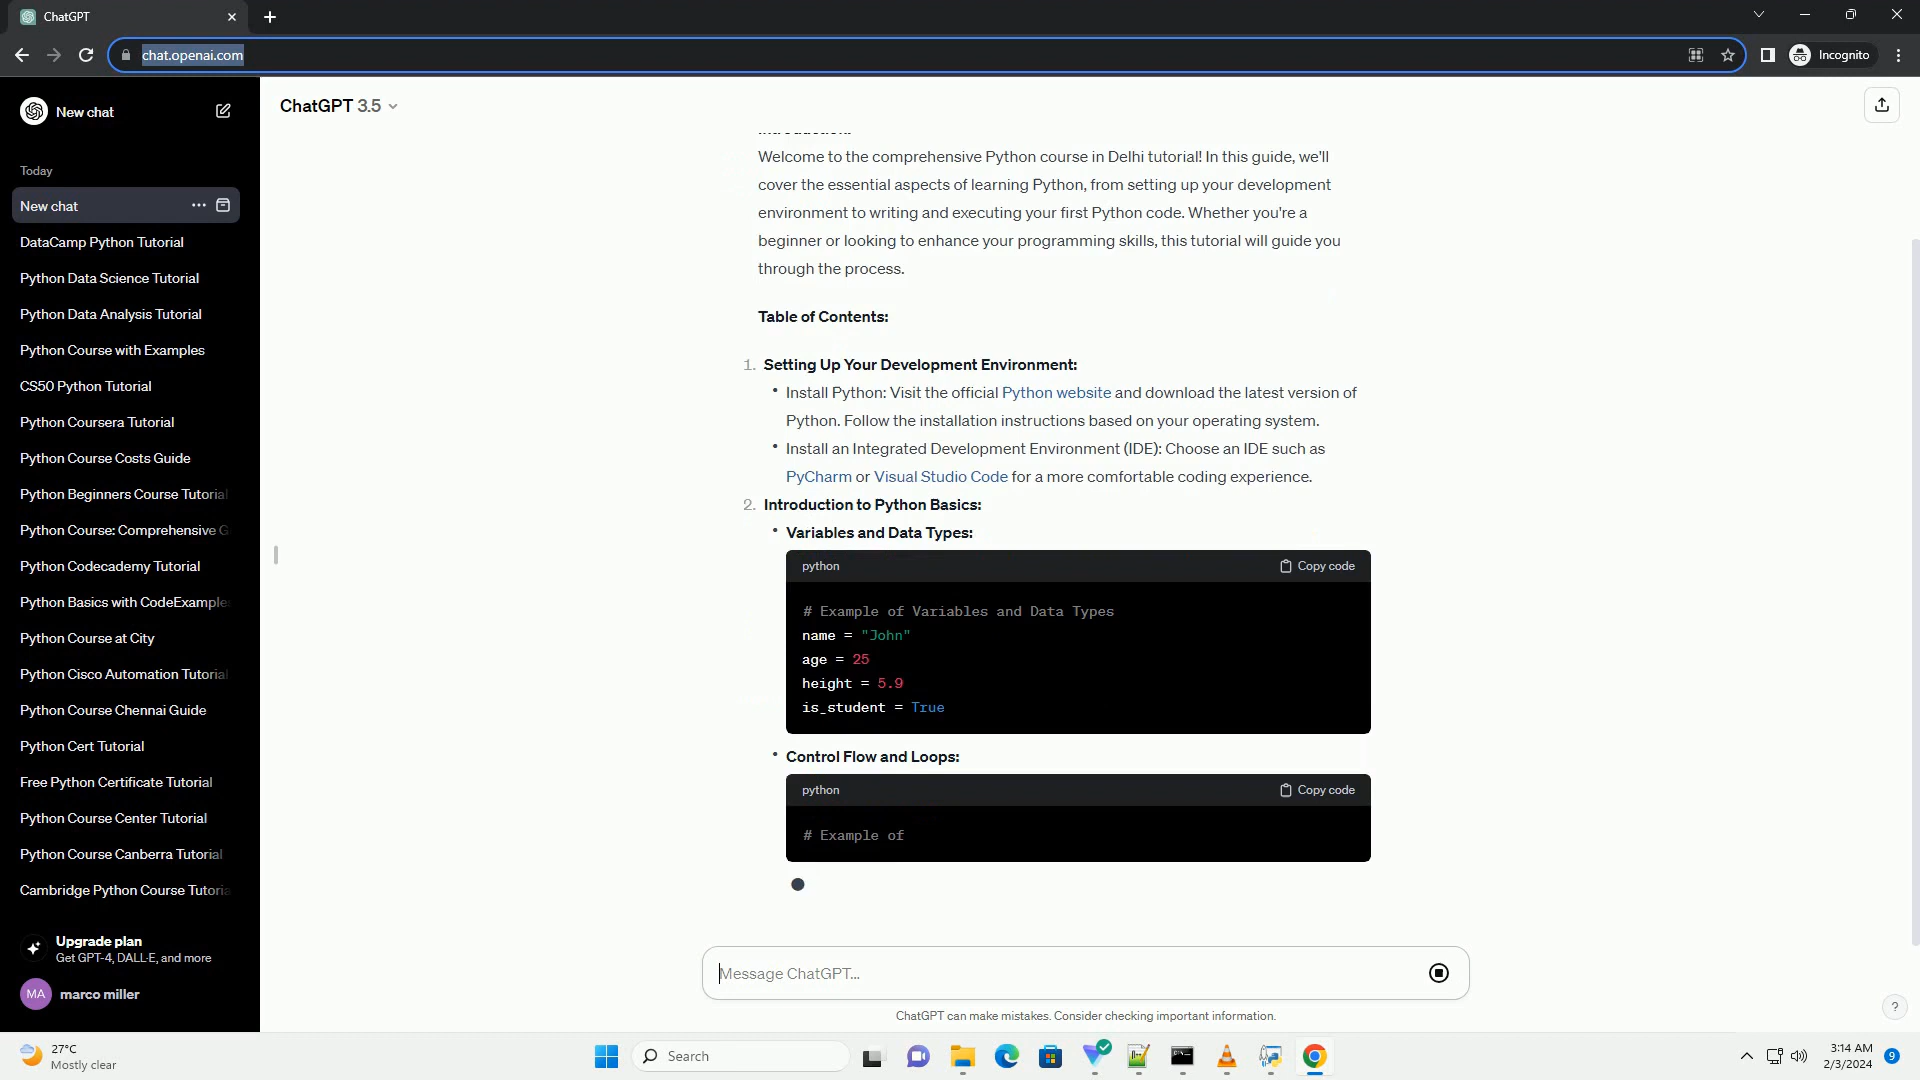 ChatGPT
chat.openai.com
Incognito
New chat
Today
New chat
DataCamp Python Tutorial
Python Data Science Tutorial
Python Data Analysis Tutorial
Python Course with Examples
CS50 Python Tutorial
Python Coursera Tutorial
Python Course Costs Guide
Python Beginners Course Tutorial
Python Course: Comprehensive G
Python Codecademy Tutorial
Python Basics with CodeExample
Python Course at City
Python Cisco Automation Tutorial
Python Course Chennai Guide
Python Cert Tutorial
Free Python Certificate Tutorial
Python Course Center Tutorial
Python Course Canberra Tutorial
Cambridge Python Course Tutoria
Upgrade plan
Get GPT-4, DALL·E, and more
MA marco miller
ChatGPT 3.5
Welcome to the comprehensive Python course in Delhi tutorial! In this guide, we'll
cover the essential aspects of learning Python, from setting up your development
environment to writing and executing your first Python code. Whether you're a
beginner or looking to enhance your programming skills, this tutorial will guide you
through the process.
Table of Contents:
1. Setting Up Your Development Environment:
• Install Python: Visit the official Python website and download the latest version of
Python. Follow the installation instructions based on your operating system.
• Install an Integrated Development Environment (IDE): Choose an IDE such as
PyCharm or Visual Studio Code for a more comfortable coding experience.
2. Introduction to Python Basics:
• Variables and Data Types:
python Copy code
# Example of Variables and Data Types
name = "John"
age = 25
height = 5.9
is_student = True
• Control Flow and Loops:
python Copy code
# Example of
Message ChatGPT...
ChatGPT can make mistakes. Consider checking important information.
?
27°C
Mostly clear
Search
3:14 AM
2/3/2024
9